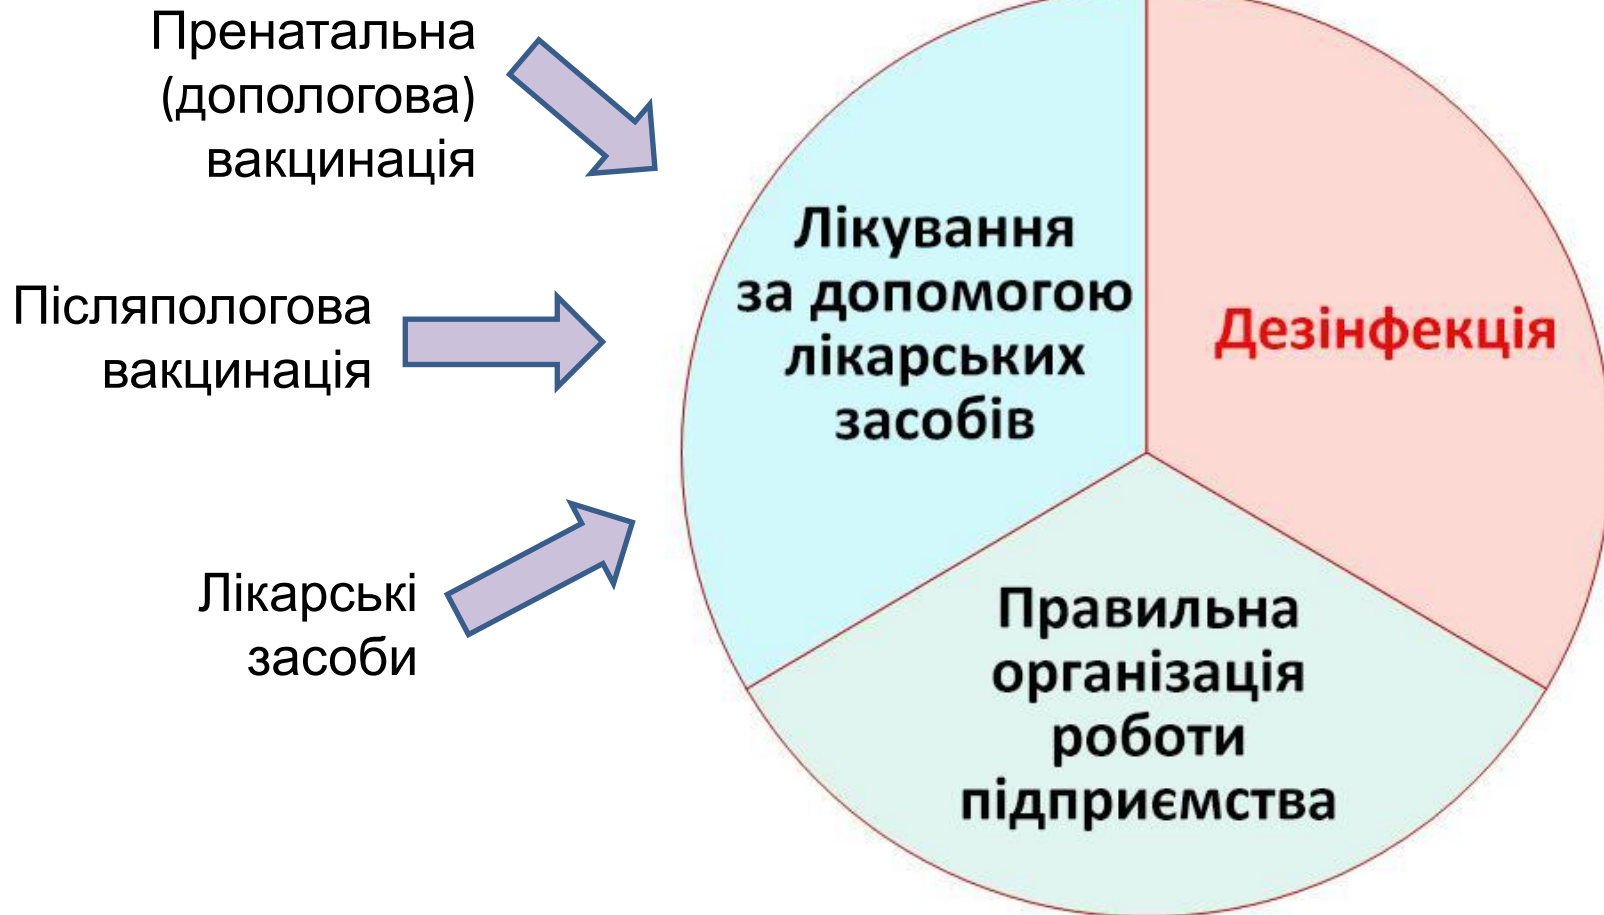 Пренатальна
(допологова)
вакцинація
Післяпологова
вакцинація
Лікарські
засоби
Лікування
за допомогою
лікарських
засобів
Дезінфекція
Правильна
організація
роботи
підприємства